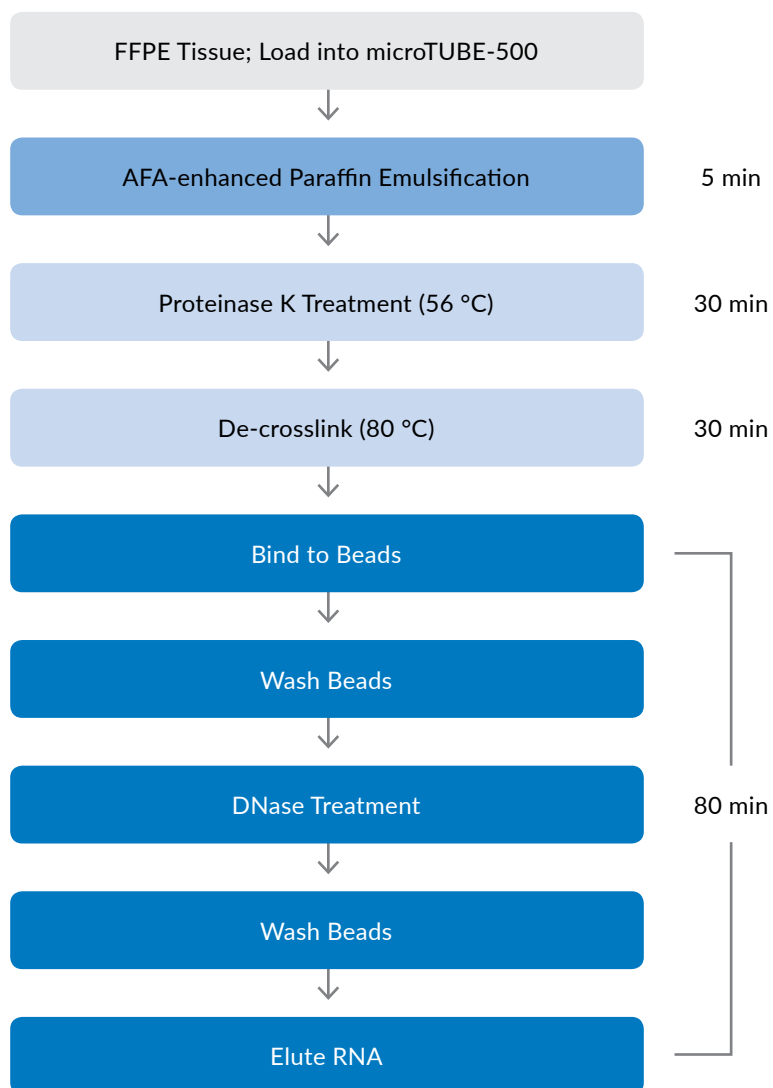 FFPE Tissue; Load into microTUBE-500
AFA-enhanced Paraffin Emulsification
5 min
Proteinase K Treatment (56 °C)
30 min
De-crosslink (80 °C)
30 min
Bind to Beads
Wash Beads
DNase Treatment
80 min
Wash Beads
Elute RNA